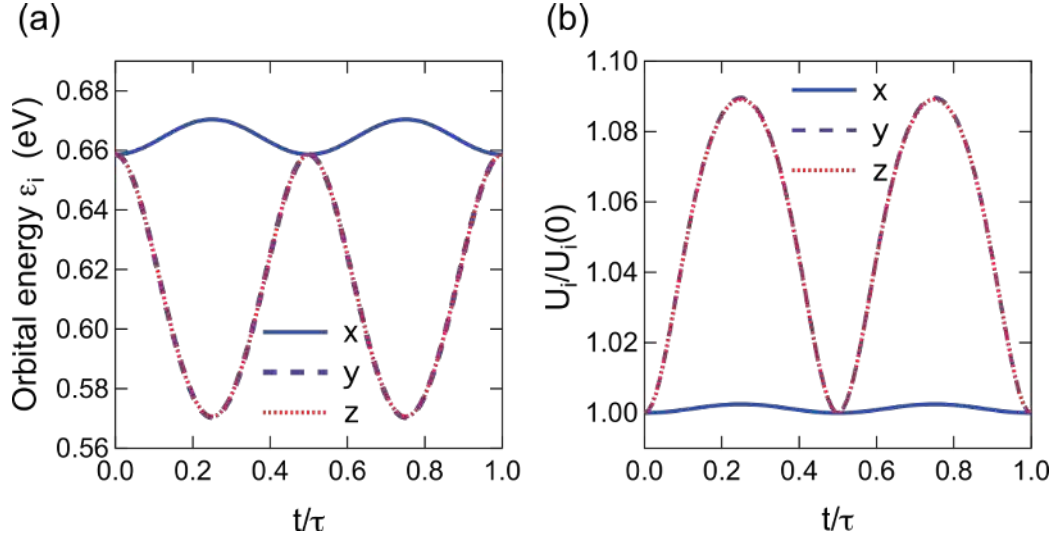 (a)
Orbital energy εi (eV)
0.68
0.66
0.64
0.62
0.60
0.58
0.56
x
y
z
0.0 0.2 0.4 0.6 0.8 1.0
t/τ
(b)
Ui/Ui(0)
1.10
1.08
1.06
1.04
1.02
1.00
x
y
z
0.0 0.2 0.4 0.6 0.8 1.0
t/τ